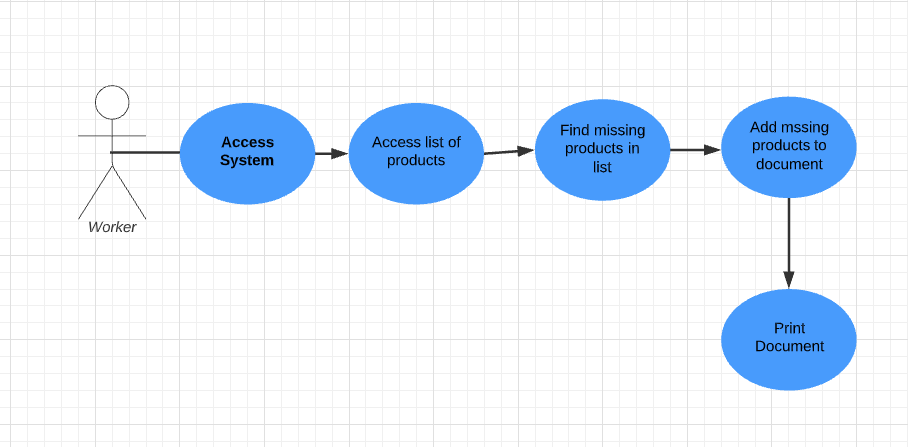 Access
System
Access list of
products
Find missing
products in
list
Add mssing
products to
document
Worker
Print
Document